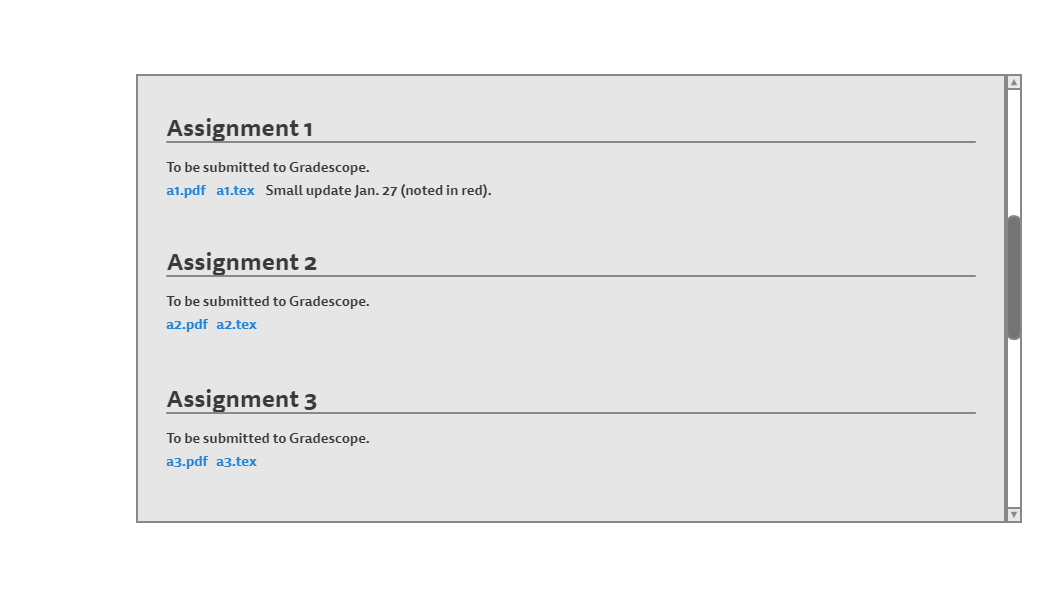 Assignment 1
To be submitted to Gradescope.
a1.pdf a1.tex Small update Jan. 27 (noted in red).
Assignment 2
To be submitted to Gradescope.
a2.pdf a2.tex
Assignment 3
To be submitted to Gradescope.
a3.pdf a3.tex